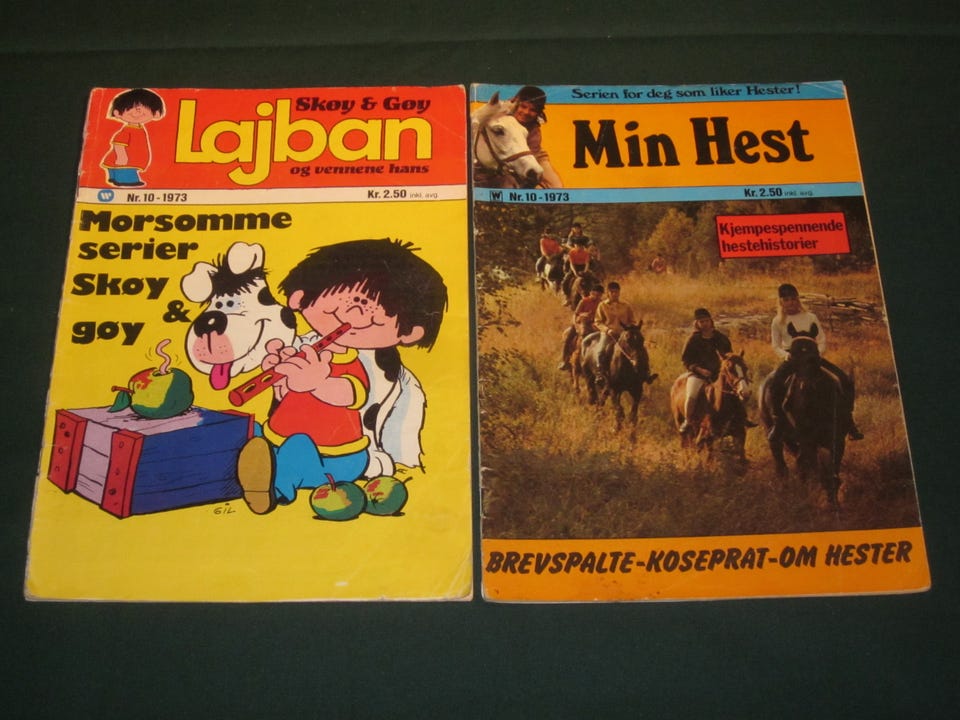 Skøy & Gøy
Lajban
og vennene hans
Nr. 10 - 1973
Kr. 2.50 inkl. avg.
Morsomme
serier
Skøy
&
gøy
GIL
Serien for deg som liker Hester!
Min Hest
W Nr. 10 - 1973
Kr. 2.50 inkl. avg.
Kjempespennende
hestehistorier
BREVSPALTE-KOSEPRAT-OM HESTER